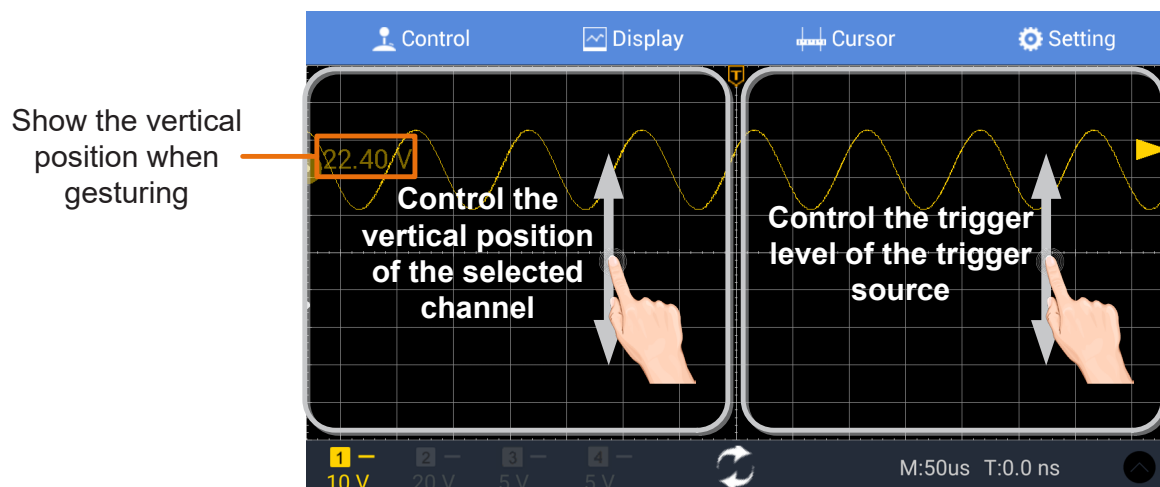 Control Display Cursor Setting
T
Show the vertical
position when
gesturing
22.40 V
Control the
vertical position
of the selected
channel
Control the trigger
level of the trigger
source
1 2 3 4
10 V 20 V 5 V 5 V
M:50us T:0.0 ns